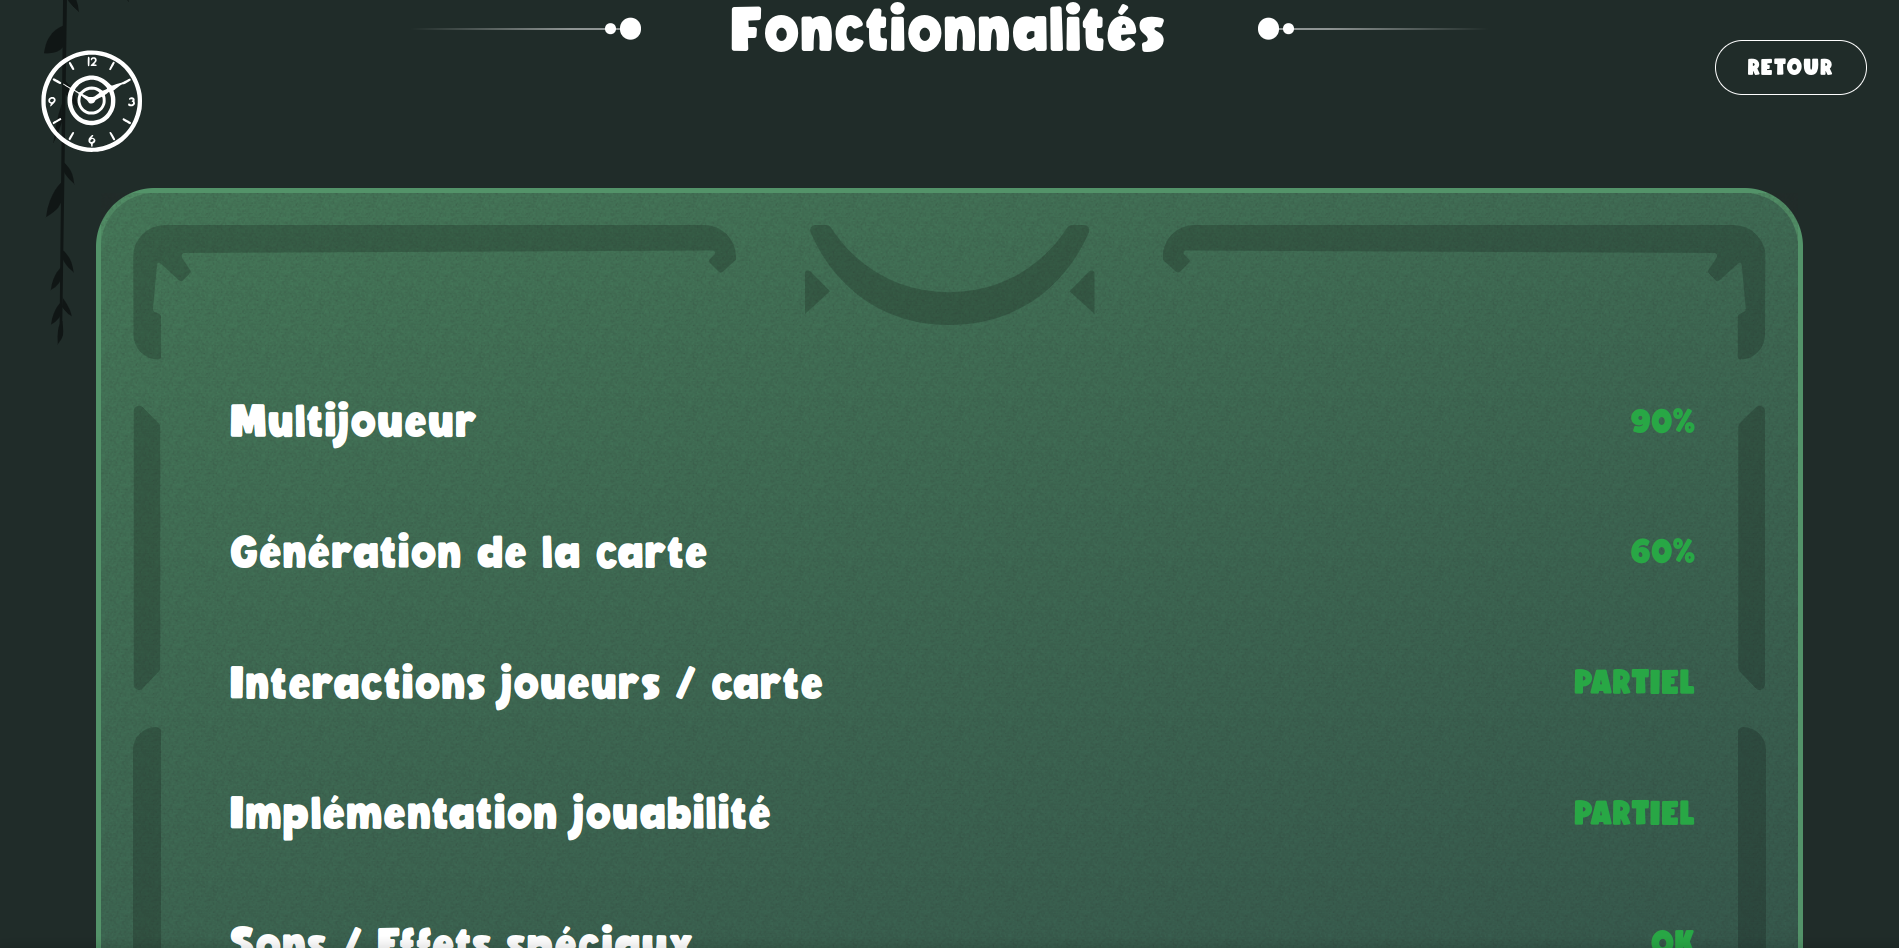 Fonctionnalités
12
3
6
9
RETOUR
Multijoueur 90%
Génération de la carte 60%
Interactions joueurs / carte PARTIEL
Implémentation jouabilité PARTIEL
Sons / Effets spéciaux OK